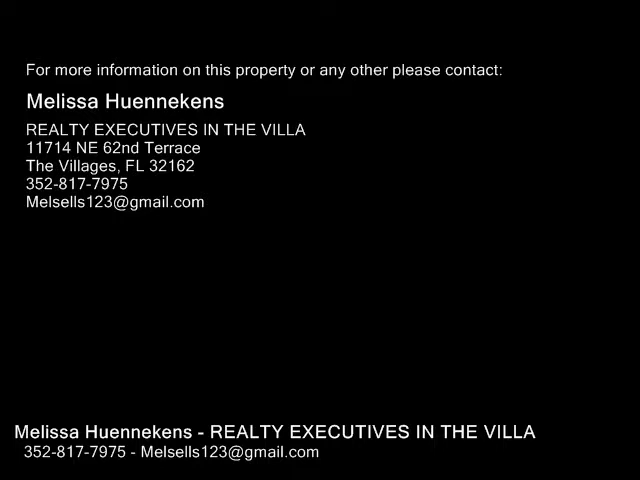 For more information on this property or any other please contact:
Melissa Huennekens
REALTY EXECUTIVES IN THE VILLA
11714 NE 62nd Terrace
The Villages, FL 32162
352-817-7975
Melsells123@gmail.com
Melissa Huennekens - REALTY EXECUTIVES IN THE VILLA
352-817-7975 - Melsells123@gmail.com